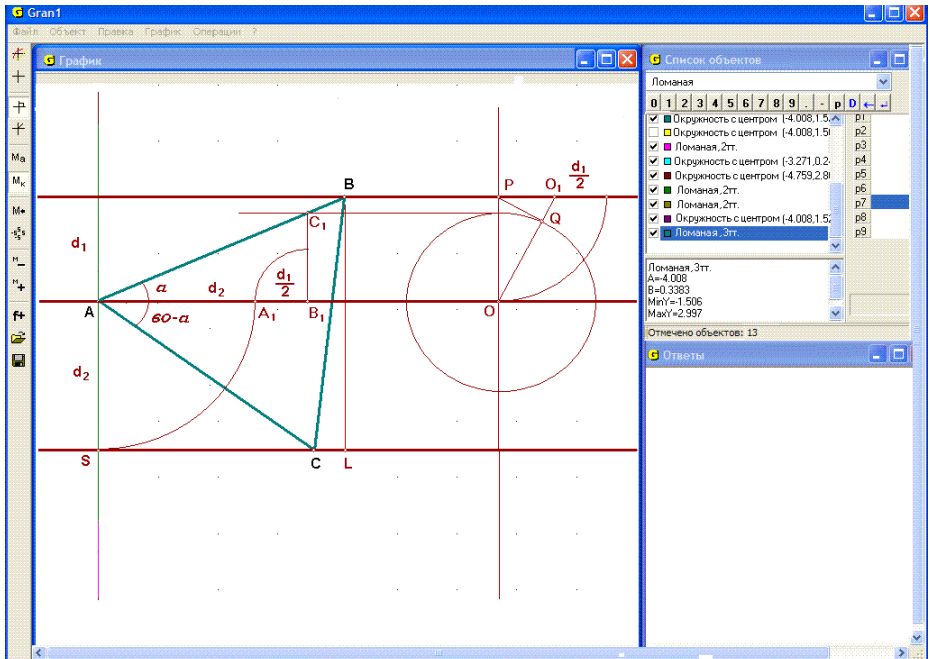 Gran1
Файл Объект Правка График Операции ?
График
B
P
O1
d1
2
Q
C1
d1
a
d2
d1
2
A
A1
B1
O
60-a
d2
S
C
L
Ma
Mк
M
M
M
f+
Список объектов
Ломаная
0 1 2 3 4 5 6 7 8 9 . - p D
Окружность с центром (-4.008,1.5 p1
Окружность с центром (-4.008,1.5 p2
Ломаная,2тт. p3
Окружность с центром (-3.271,0.2 p4
Окружность с центром (-4.759,2.8 p5
Ломаная, 2тт. p6
Ломаная, 2тт. p7
Окружность с центром (-4.008,1.52 p8
Ломаная,3тт. p9
Ломаная,3тт.
A=-4.008
B=0.3383
MinY=-1.506
MaxY=2.997
Отмечено объектов: 13
Ответы